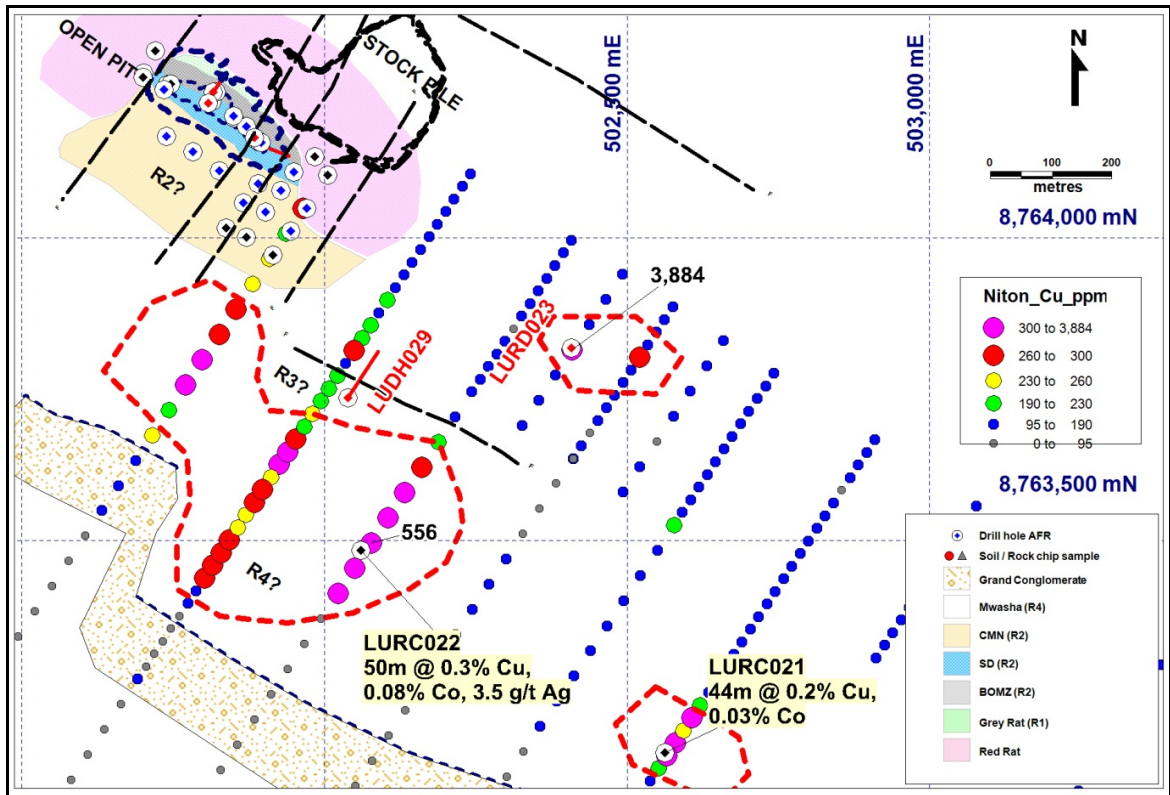 OPEN PIT
STOCK PILE
502,500 mE
503,000 mE
N
0 100 200
metres
8,764,000 mN
R2?
3,884
Niton_Cu_ppm
300 to 3,884
260 to 300
230 to 260
190 to 230
95 to 190
0 to 95
LURD023
LUDH029
R3?
8,763,500 mN
556
R4?
Drill hole AFR
Soil / Rock chip sample
Grand Conglomerate
Mwasha (R4)
CMN (R2)
SD (R2)
BOMZ (R2)
Grey Rat (R1)
Red Rat
LURC022
50m @ 0.3% Cu,
0.08% Co, 3.5 g/t Ag
LURC021
44m @ 0.2% Cu,
0.03% Co